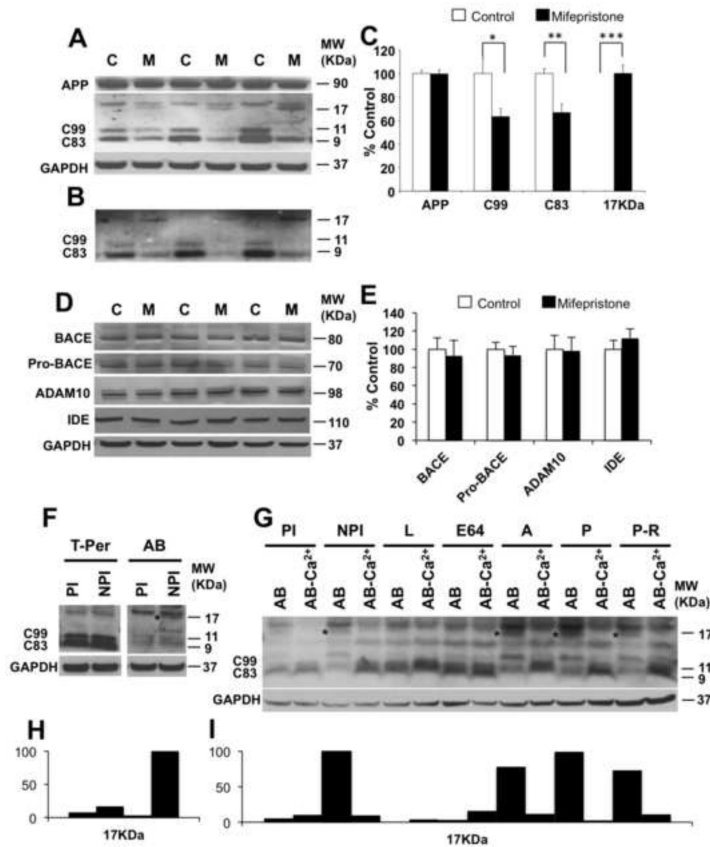 A
C M C M C M
MW
(KDa)
APP
90
17
C99
11
C83
9
GAPDH
37
B
17
C99
11
C83
9
C
Control
Mifepristone
*
**
***
% Control
120
100
80
60
40
20
0
APP C99 C83 17KDa
D
C M C M C M
MW
(KDa)
BACE
80
Pro-BACE
70
ADAM10
98
IDE
110
GAPDH
37
E
Control
Mifepristone
% Control
140
120
100
80
60
40
20
0
BACE Pro-BACE ADAM10 IDE
F
T-Per AB
PI NPI PI NPI
MW
(KDa)
17
C99
11
C83
9
GAPDH
37
G
PI NPI L E64 A P P-R
AB AB-Ca2+ AB AB-Ca2+ AB AB-Ca2+ AB AB-Ca2+ AB AB-Ca2+ AB AB-Ca2+ AB AB-Ca2+
MW
(KDa)
17
C99
11
C83
9
GAPDH
37
H
100
50
0
17KDa
I
100
50
0
17KDa